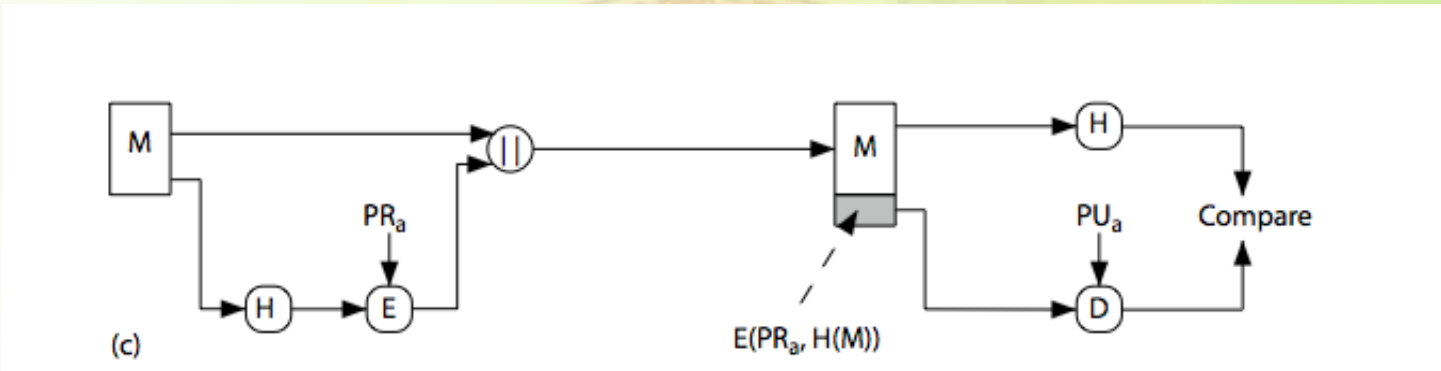 M
||
M
H
PRₐ
PUₐ
Compare
H
E
D
E(PRₐ, H(M))
(c)